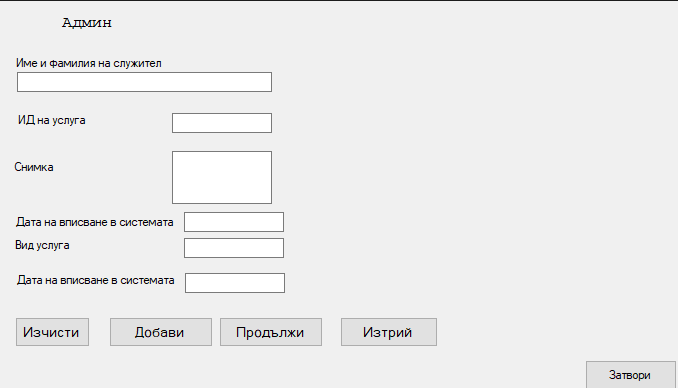 Админ
Име и фамилия на служител
ИД на услуга
Снимка
Дата на вписване в системата
Вид услуга
Дата на вписване в системата
Изчисти Добави Продължи Изтрий
Затвори